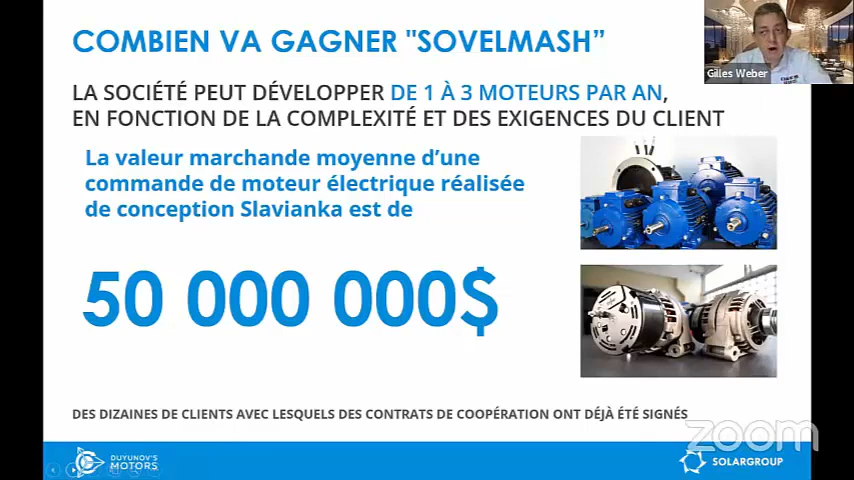 COMBIEN VA GAGNER "SOVELMASH”
Gilles Weber
LA SOCIÉTÉ PEUT DÉVELOPPER DE 1 À 3 MOTEURS PAR AN,
EN FONCTION DE LA COMPLEXITÉ ET DES EXIGENCES DU CLIENT
La valeur marchande moyenne d’une
commande de moteur électrique réalisée
de conception Slavianka est de
50 000 000$
DES DIZAINES DE CLIENTS AVEC LESQUELS DES CONTRATS DE COOPÉRATION ONT DÉJÀ ÉTÉ SIGNÉS
zoom
DUYUNOV'S
MOTORS
SOLARGROUP